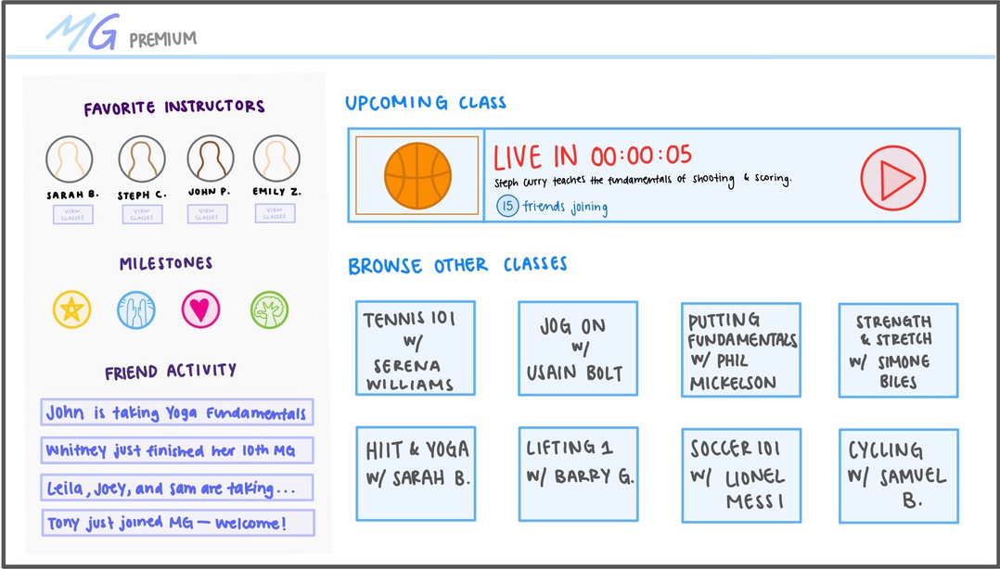 MG PREMIUM
FAVORITE INSTRUCTORS
SARAH B. STEPH C. JOHN P. EMILY Z.
VIEW CLASSES VIEW CLASSES VIEW CLASSES VIEW CLASSES
MILESTONES
FRIEND ACTIVITY
John is taking Yoga Fundamentals
Whitney just finished her 10th MG
Leila, Joey, and Sam are taking...
Tony just joined MG — Welcome!
UPCOMING CLASS
LIVE IN 00:00:05
Steph Curry teaches the fundamentals of shooting & scoring.
15 friends joining
BROWSE OTHER CLASSES
TENNIS 101
W/
SERENA
WILLIAMS
JOG ON
W/
USAIN BOLT
PUTTING
FUNDAMENTALS
W/ PHIL
MICKELSON
STRENGTH
& STRETCH
W/ SIMONE
BILES
HIIT & YOGA
W/ SARAH B.
LIFTING 1
W/ BARRY G.
SOCCER 101
W/ LIONEL
MESSI
CYCLING
W/ SAMUEL
B.